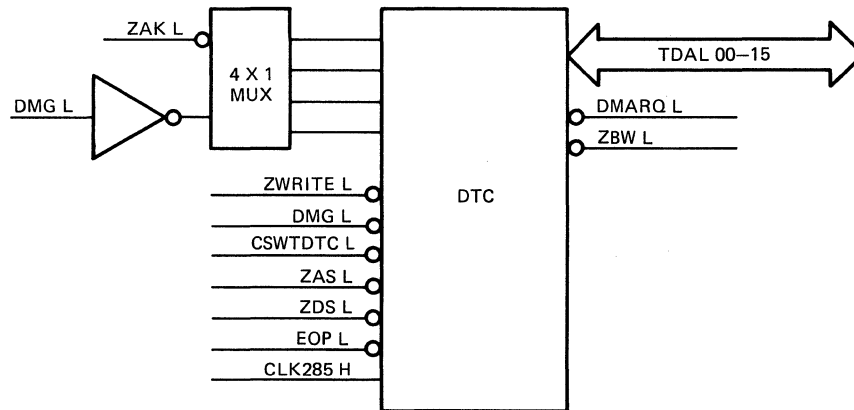 ZAK L
4 X 1
MUX
TDAL 00–15
DMG L
DMARQ L
ZBW L
ZWRITE L
DTC
DMG L
CSWTDTC L
ZAS L
ZDS L
EOP L
CLK285 H